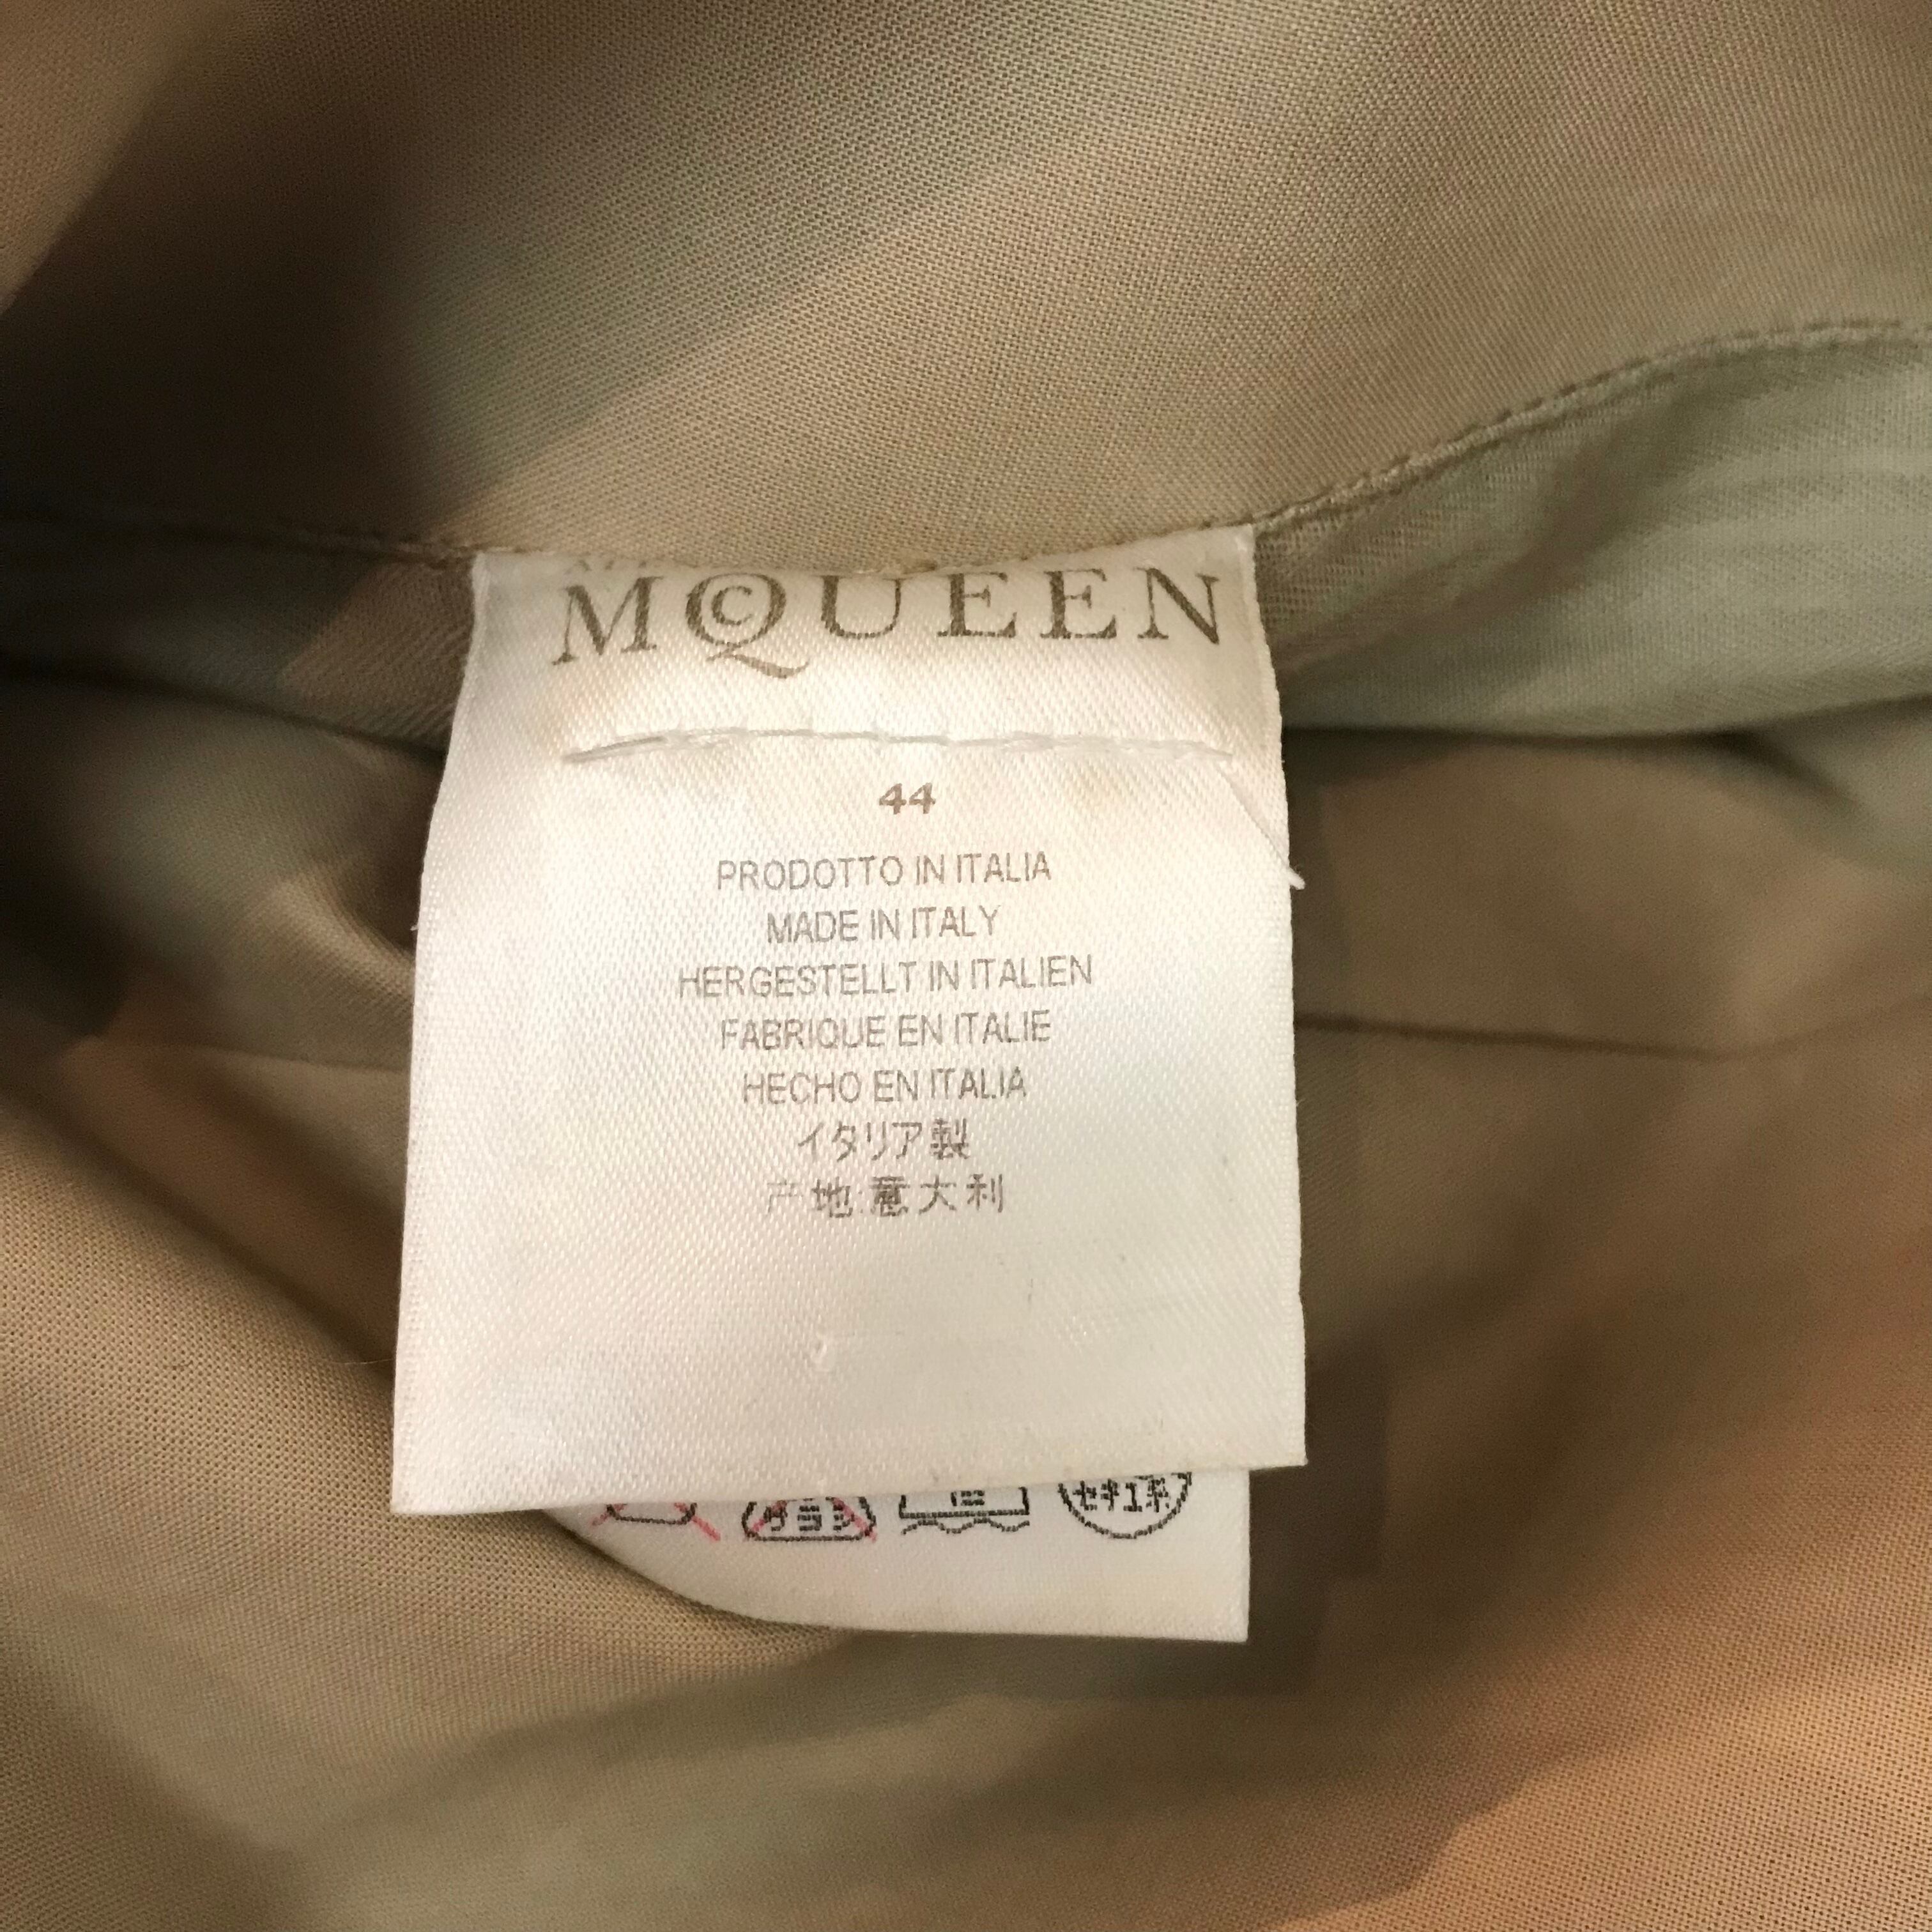 MQUEEN
44
PRODOTTO IN ITALIA
MADE IN ITALY
HERGESTELLT IN ITALIEN
FABRIQUE EN ITALIE
HECHO EN ITALIA
イタリア製
产地:意大利